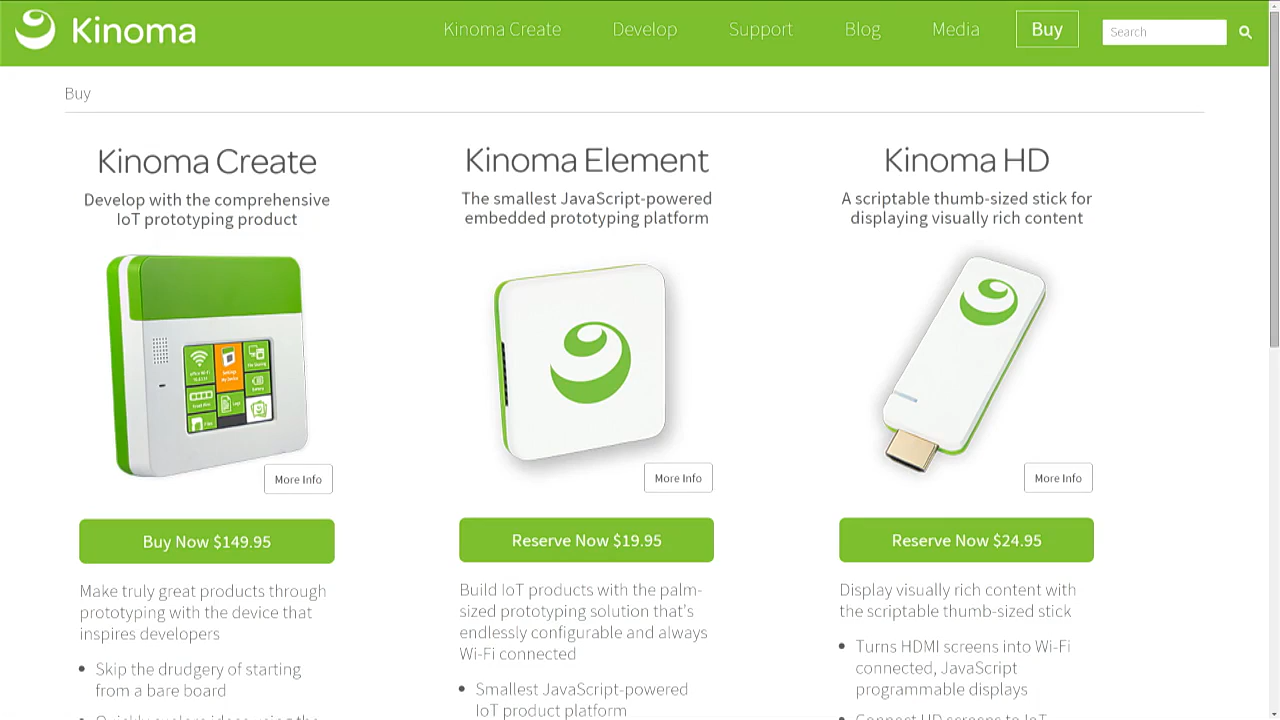 Kinoma
Kinoma Create Develop Support Blog Media Buy Search
Buy
Kinoma Create
Develop with the comprehensive
IoT prototyping product
More Info
Buy Now $149.95
Make truly great products through
prototyping with the device that
inspires developers
• Skip the drudgery of starting
from a bare board
Kinoma Element
The smallest JavaScript-powered
embedded prototyping platform
More Info
Reserve Now $19.95
Build IoT products with the palm-
sized prototyping solution that's
endlessly configurable and always
Wi-Fi connected
• Smallest JavaScript-powered
IoT product platform
Kinoma HD
A scriptable thumb-sized stick for
displaying visually rich content
More Info
Reserve Now $24.95
Display visually rich content with
the scriptable thumb-sized stick
• Turns HDMI screens into Wi-Fi
connected, JavaScript
programmable displays